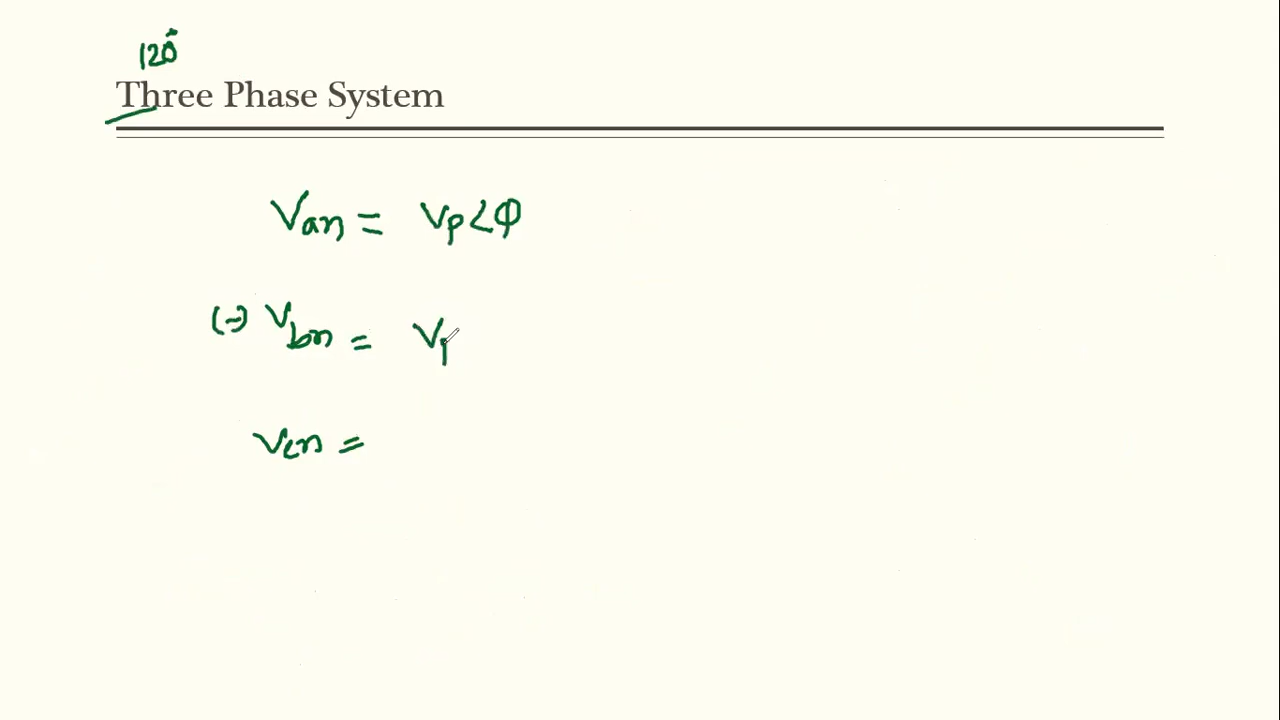 120°
Three Phase System
Van = Vp∠Φ
(-) Vbn = Vp
Vcn =